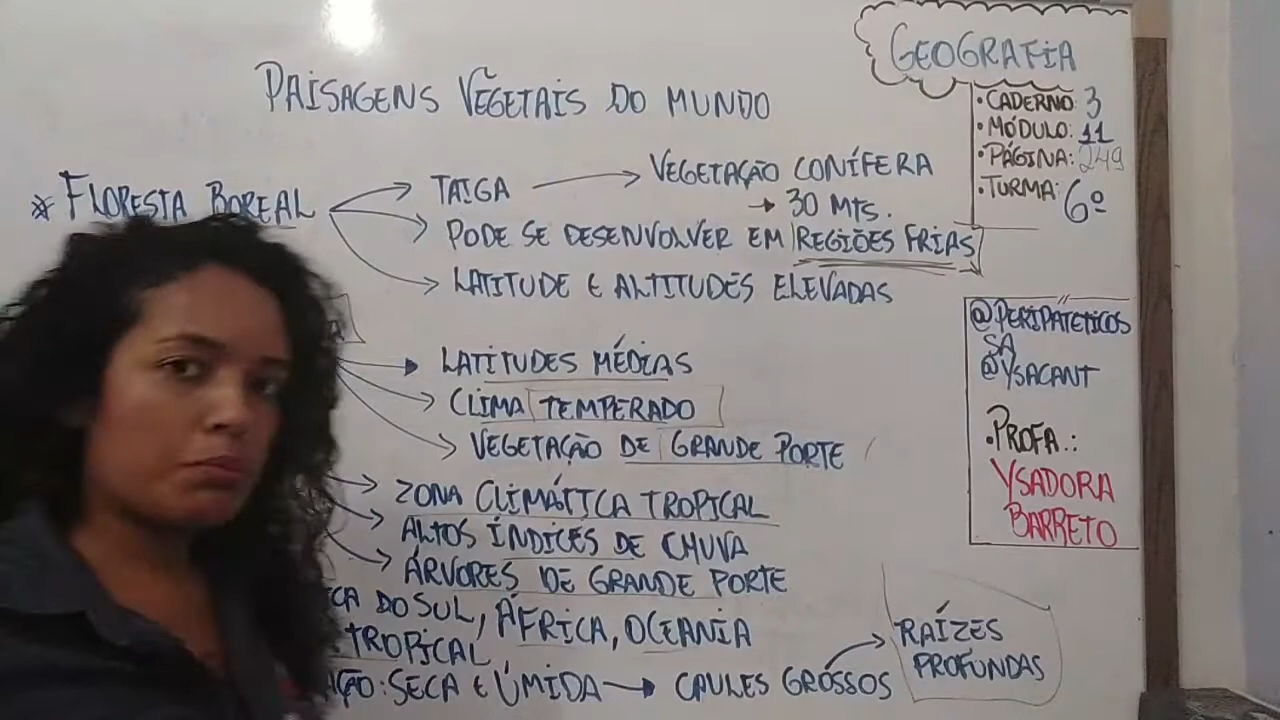 PAISAGENS VEGETAIS DO MUNDO
GEOGRAFIA
• CADERNO: 3
• MÓDULO: 11
• PÁGINA: 249
• TURMA: 6º
* FLORESTA BOREAL
TAIGA → VEGETAÇÃO CONÍFERA
→ 30 MTS.
PODE SE DESENVOLVER EM REGIÕES FRIAS
LATITUDE E ALTITUDES ELEVADAS
LATITUDES MÉDIAS
CLIMA TEMPERADO
VEGETAÇÃO DE GRANDE PORTE
ZONA CLIMÁTICA TROPICAL
ALTOS ÍNDICES DE CHUVA
ÁRVORES DE GRANDE PORTE
DO SUL, ÁFRICA, OCEANIA
TROPICAL
SECA E ÚMIDA → CAULES GROSSOS
RAÍZES
PROFUNDAS
@PERIPATETICOS
SA
@YSACANT
• PROFA.:
YSADORA
BARRETO